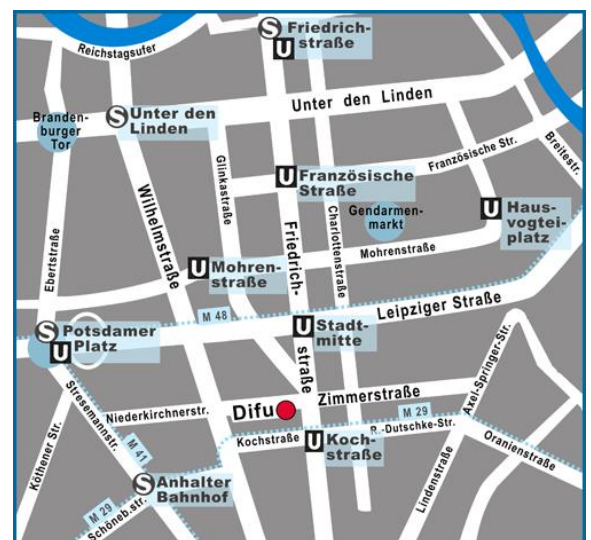 S Friedrich-
U straße
Reichstagsufer
Unter den Linden
Branden-
burger
Tor
S Unter den
Linden
Breitestr.
Französische Str.
Glinkastraße
U Französische
Straße
Wilhelmstraße
Gendarmen-
markt
U Haus-
vogtei-
platz
Charlottenstraße
Friedrich-
straße
Mohrenstraße
Ebertstraße
U Mohren-
straße
M 48
Leipziger Straße
S Potsdamer
U Platz
U Stadt-
mitte
Axel-Springer-Str.
Stresemannstr.
Zimmerstraße
Niederkirchnerstr.
Difu
M 29
R.-Dutschke-Str.
Kochstraße
U Koch-
straße
Oranienstraße
M 41
Köthener Str.
Lindenstraße
S Anhalter
Bahnhof
M 29
Schöneb.str.